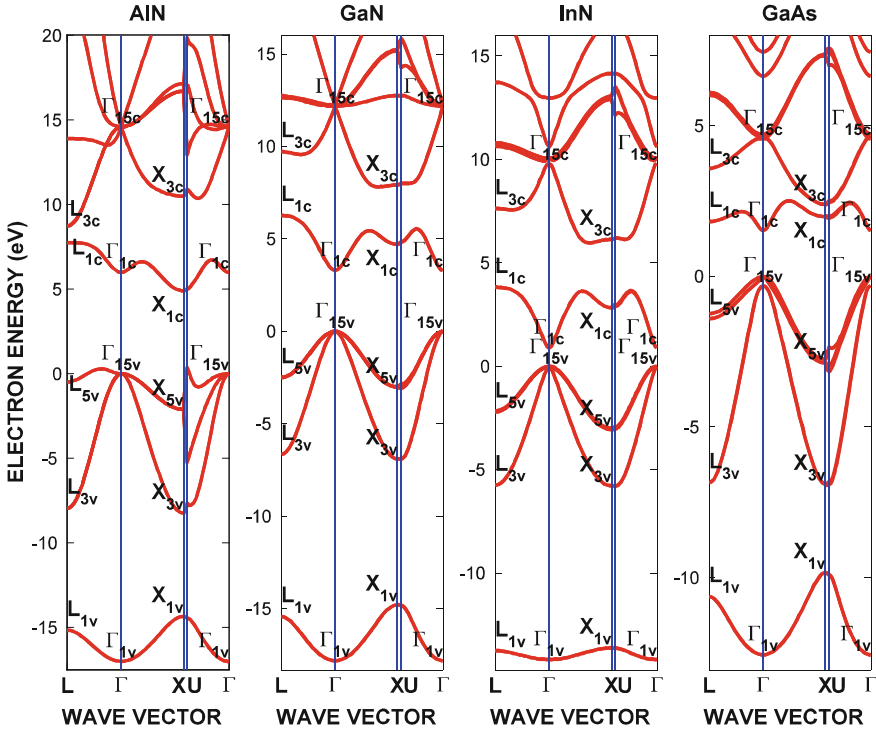 AlN
GaN
InN
GaAs
ELECTRON ENERGY (eV)
20
15
10
5
0
-5
-10
-15
Γ15c
Γ15c
X3c
L3c
L1c
Γ1c
Γ1c
X1c
Γ15v
Γ15v
L5v
X5v
L3v
X3v
L1v
X1v
Γ1v
Γ1v
L Γ X U Γ
WAVE VECTOR
15
10
5
0
-5
-10
-15
Γ15c
Γ15c
L3c
X3c
L1c
Γ1c
X1c
Γ1c
Γ15v
Γ15v
L5v
X5v
L3v
X3v
L1v
X1v
Γ1v
Γ1v
L Γ X U Γ
WAVE VECTOR
15
10
5
0
-5
-10
Γ15c
Γ15c
L3c
X3c
L1c
Γ1c
X1c
Γ1c
Γ15v
Γ15v
L5v
X5v
L3v
X3v
L1v
X1v
Γ1v
Γ1v
L Γ X U Γ
WAVE VECTOR
5
0
-5
-10
Γ15c
Γ15c
L3c
X3c
L1c
Γ1c
X1c
Γ1c
Γ15v
Γ15v
L5v
X5v
L3v
X3v
L1v
X1v
Γ1v
Γ1v
L Γ X U Γ
WAVE VECTOR